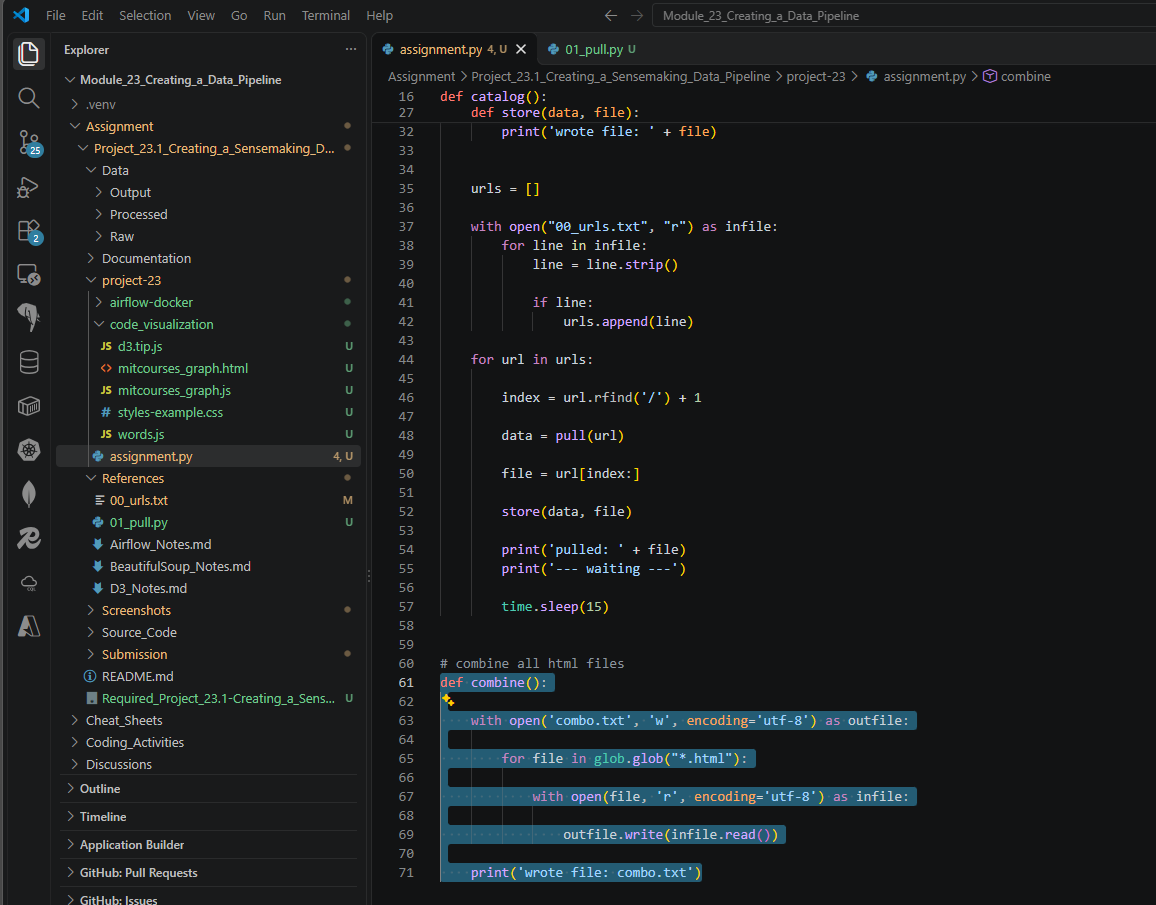 File Edit Selection View Go Run Terminal Help
Module_23_Creating_a_Data_Pipeline
Explorer
Module_23_Creating_a_Data_Pipeline
.venv
Assignment
Project_23.1_Creating_a_Sensemaking_D...
Data
Output
Processed
Raw
Documentation
project-23
airflow-docker
code_visualization
JS d3.tip.js U
<> mitcourses_graph.html U
JS mitcourses_graph.js U
# styles-example.css U
JS words.js U
assignment.py 4, U
References
00_urls.txt M
01_pull.py U
Airflow_Notes.md
BeautifulSoup_Notes.md
D3_Notes.md
Screenshots
Source_Code
Submission
README.md
Required_Project_23.1-Creating_a_Sens... U
Cheat_Sheets
Coding_Activities
Discussions
Outline
Timeline
Application Builder
GitHub: Pull Requests
GitHub: Issues
25
2
assignment.py 4, U
01_pull.py U
Assignment > Project_23.1_Creating_a_Sensemaking_Data_Pipeline > project-23 > assignment.py > combine
16 def catalog():
27     def store(data, file):
32         print('wrote file: ' + file)
33
34
35     urls = []
36
37     with open("00_urls.txt", "r") as infile:
38         for line in infile:
39             line = line.strip()
40
41             if line:
42                 urls.append(line)
43
44     for url in urls:
45
46         index = url.rfind('/') + 1
47
48         data = pull(url)
49
50         file = url[index:]
51
52         store(data, file)
53
54         print('pulled: ' + file)
55         print('--- waiting ---')
56
57         time.sleep(15)
58
59
60 # combine all html files
61 def combine():
62
63     with open('combo.txt', 'w', encoding='utf-8') as outfile:
64
65         for file in glob.glob("*.html"):
66
67             with open(file, 'r', encoding='utf-8') as infile:
68
69                 outfile.write(infile.read())
70
71     print('wrote file: combo.txt')